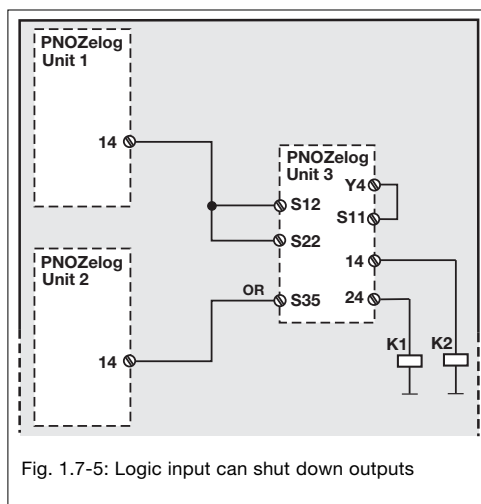 PNOZelog
Unit 1
14
PNOZelog
Unit 3
Y4
S12
S11
S22
14
PNOZelog
Unit 2
OR
S35
24
K1
K2
14
Fig. 1.7-5: Logic input can shut down outputs